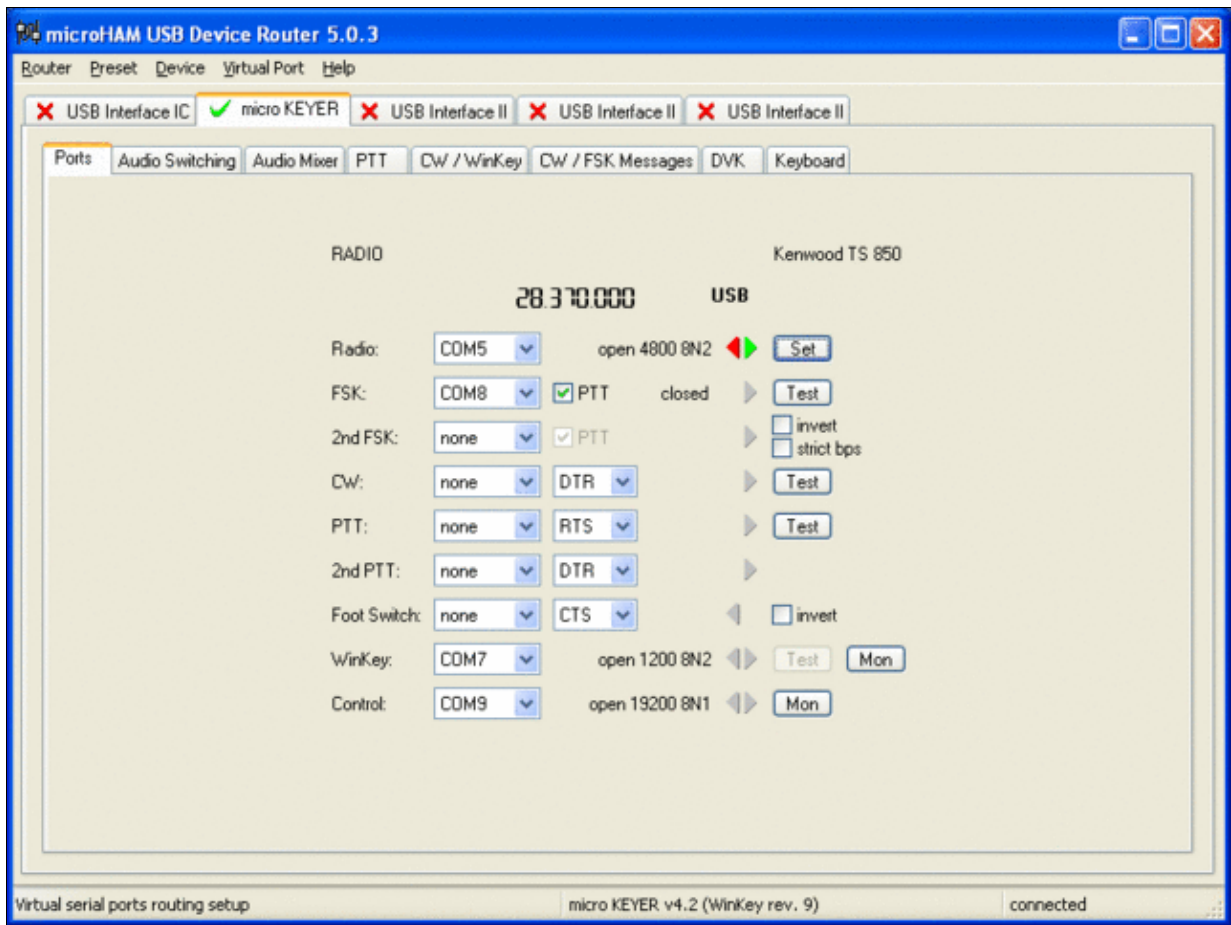 microHAM USB Device Router 5.0.3
Router Preset Device Virtual Port Help
USB Interface IC micro KEYER USB Interface II USB Interface II USB Interface II
Ports Audio Switching Audio Mixer PTT CW / WinKey CW / FSK Messages DVK Keyboard
RADIO Kenwood TS 850
28.370.000 USB
Radio: COM5 open 4800 8N2 Set
FSK: COM8 PTT closed Test
2nd FSK: none PTT invert
strict bps
CW: none DTR Test
PTT: none RTS Test
2nd PTT: none DTR
Foot Switch: none CTS invert
WinKey: COM7 open 1200 8N2 Test Mon
Control: COM9 open 19200 8N1 Mon
Virtual serial ports routing setup micro KEYER v4.2 (WinKey rev. 9) connected